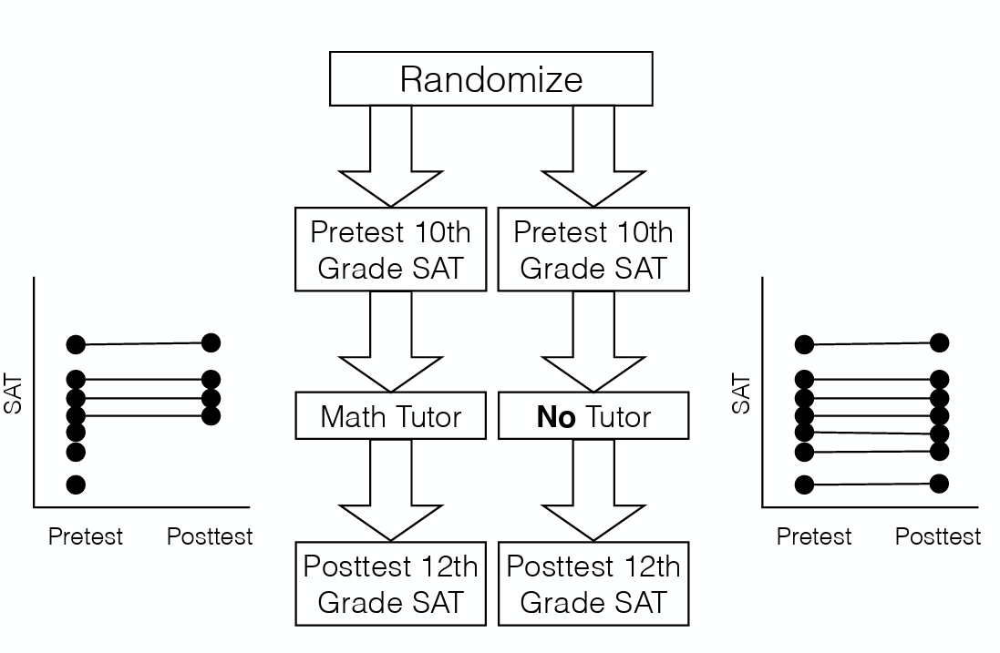 Randomize
Pretest 10th
Grade SAT
Pretest 10th
Grade SAT
Math Tutor
No Tutor
Posttest 12th
Grade SAT
Posttest 12th
Grade SAT
SAT
Pretest
Posttest
SAT
Pretest
Posttest